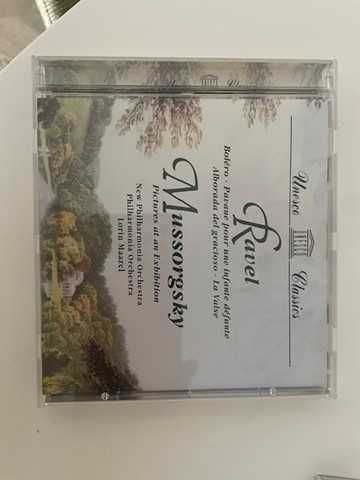 Unesco Classics
Ravel
Boléro · Pavane pour une infante défunte
Alborada del gracioso · La Valse
Mussorgsky
Pictures at an Exhibition
New Philharmonia Orchestra
Philharmonia Orchestra
Lorin Maazel